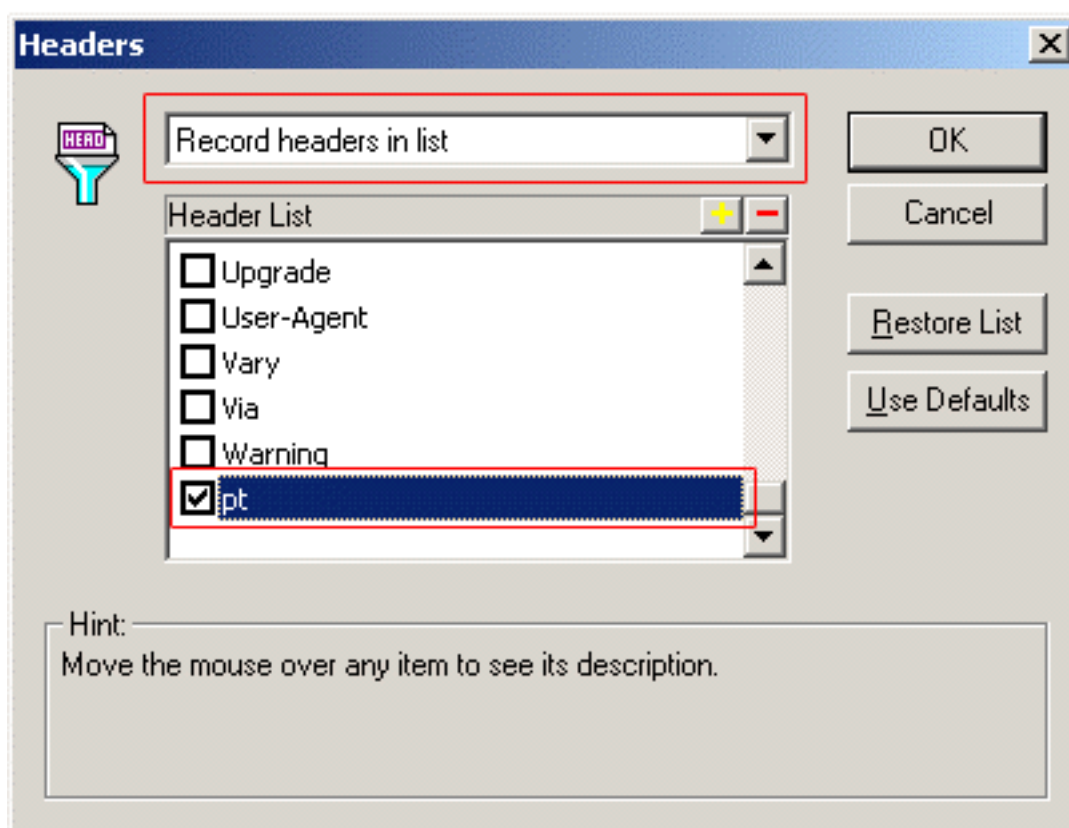 Headers
HEAD
Record headers in list
OK
Header List
Cancel
Upgrade
User-Agent
Restore List
Vary
Via
Use Defaults
Warning
pt
Hint:
Move the mouse over any item to see its description.